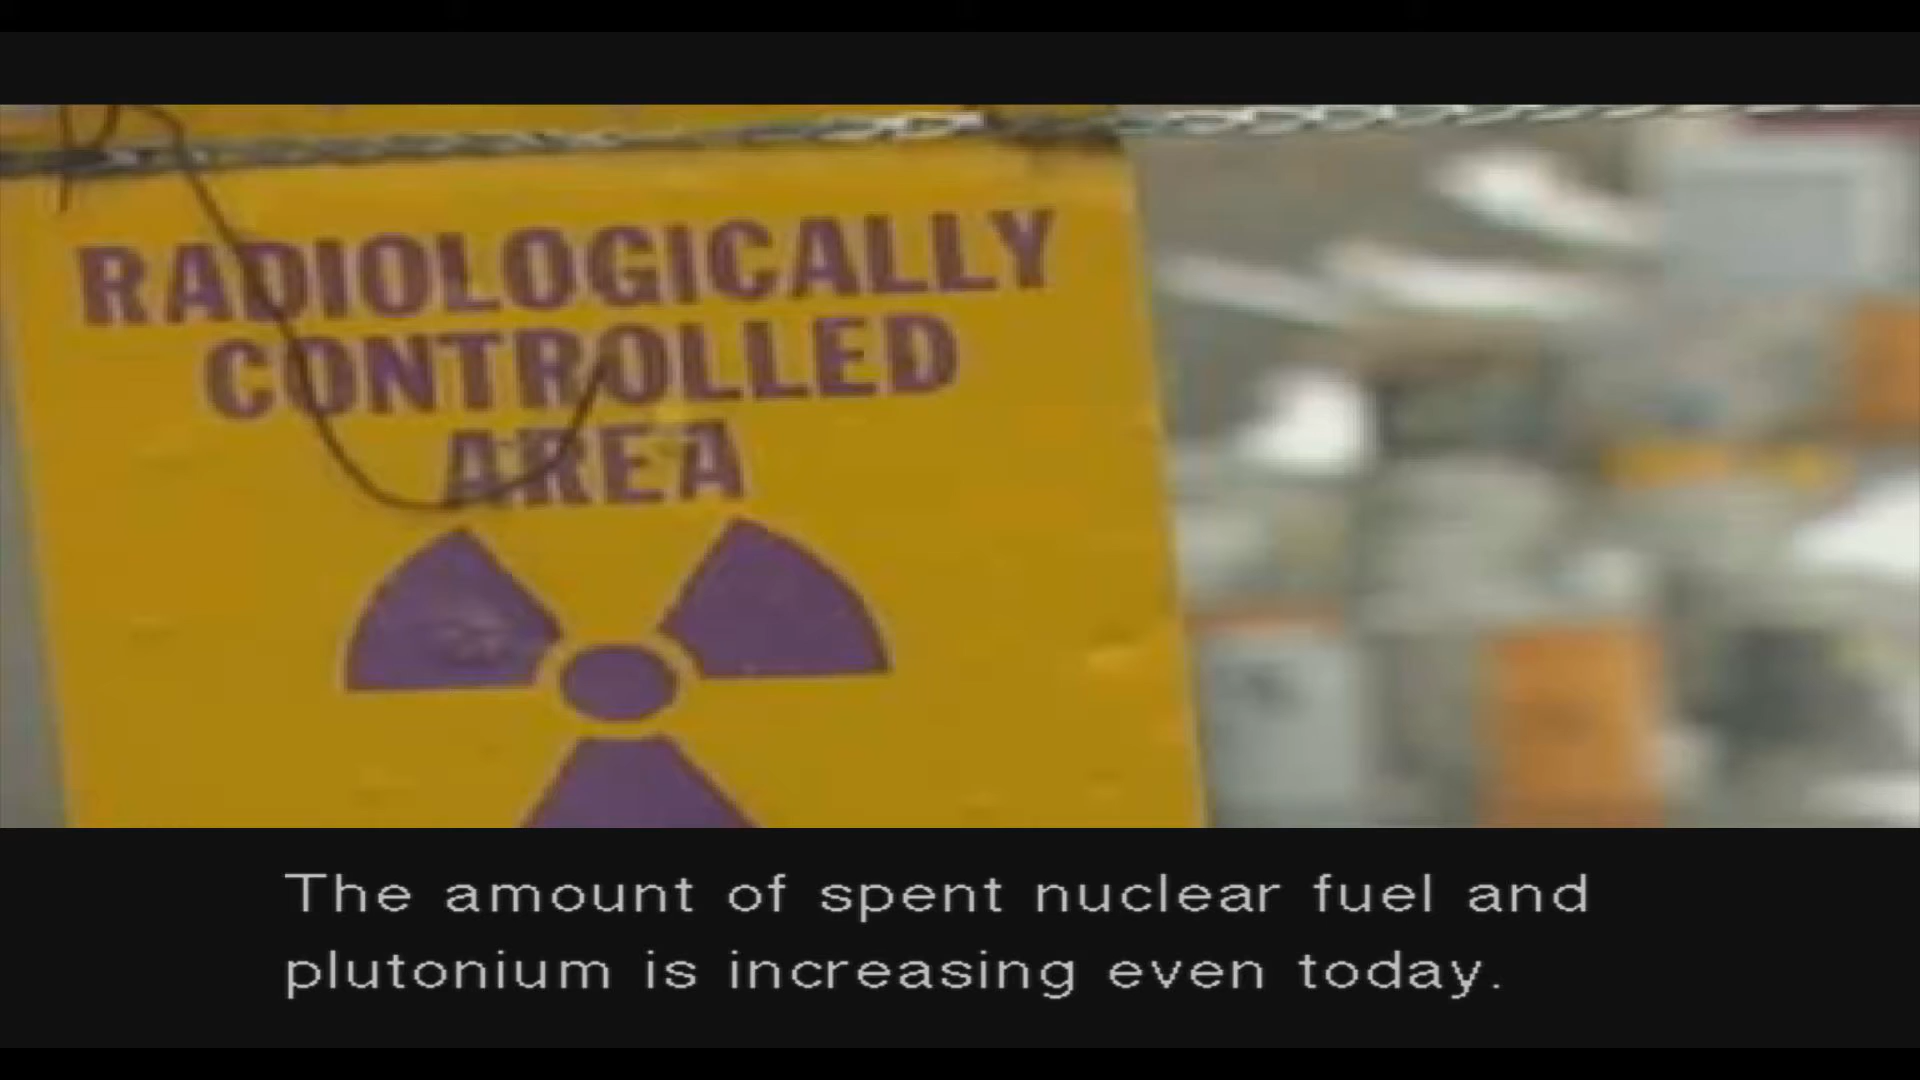 RADIOLOGICALLY
CONTROLLED
AREA
The amount of spent nuclear fuel and
plutonium is increasing even today.